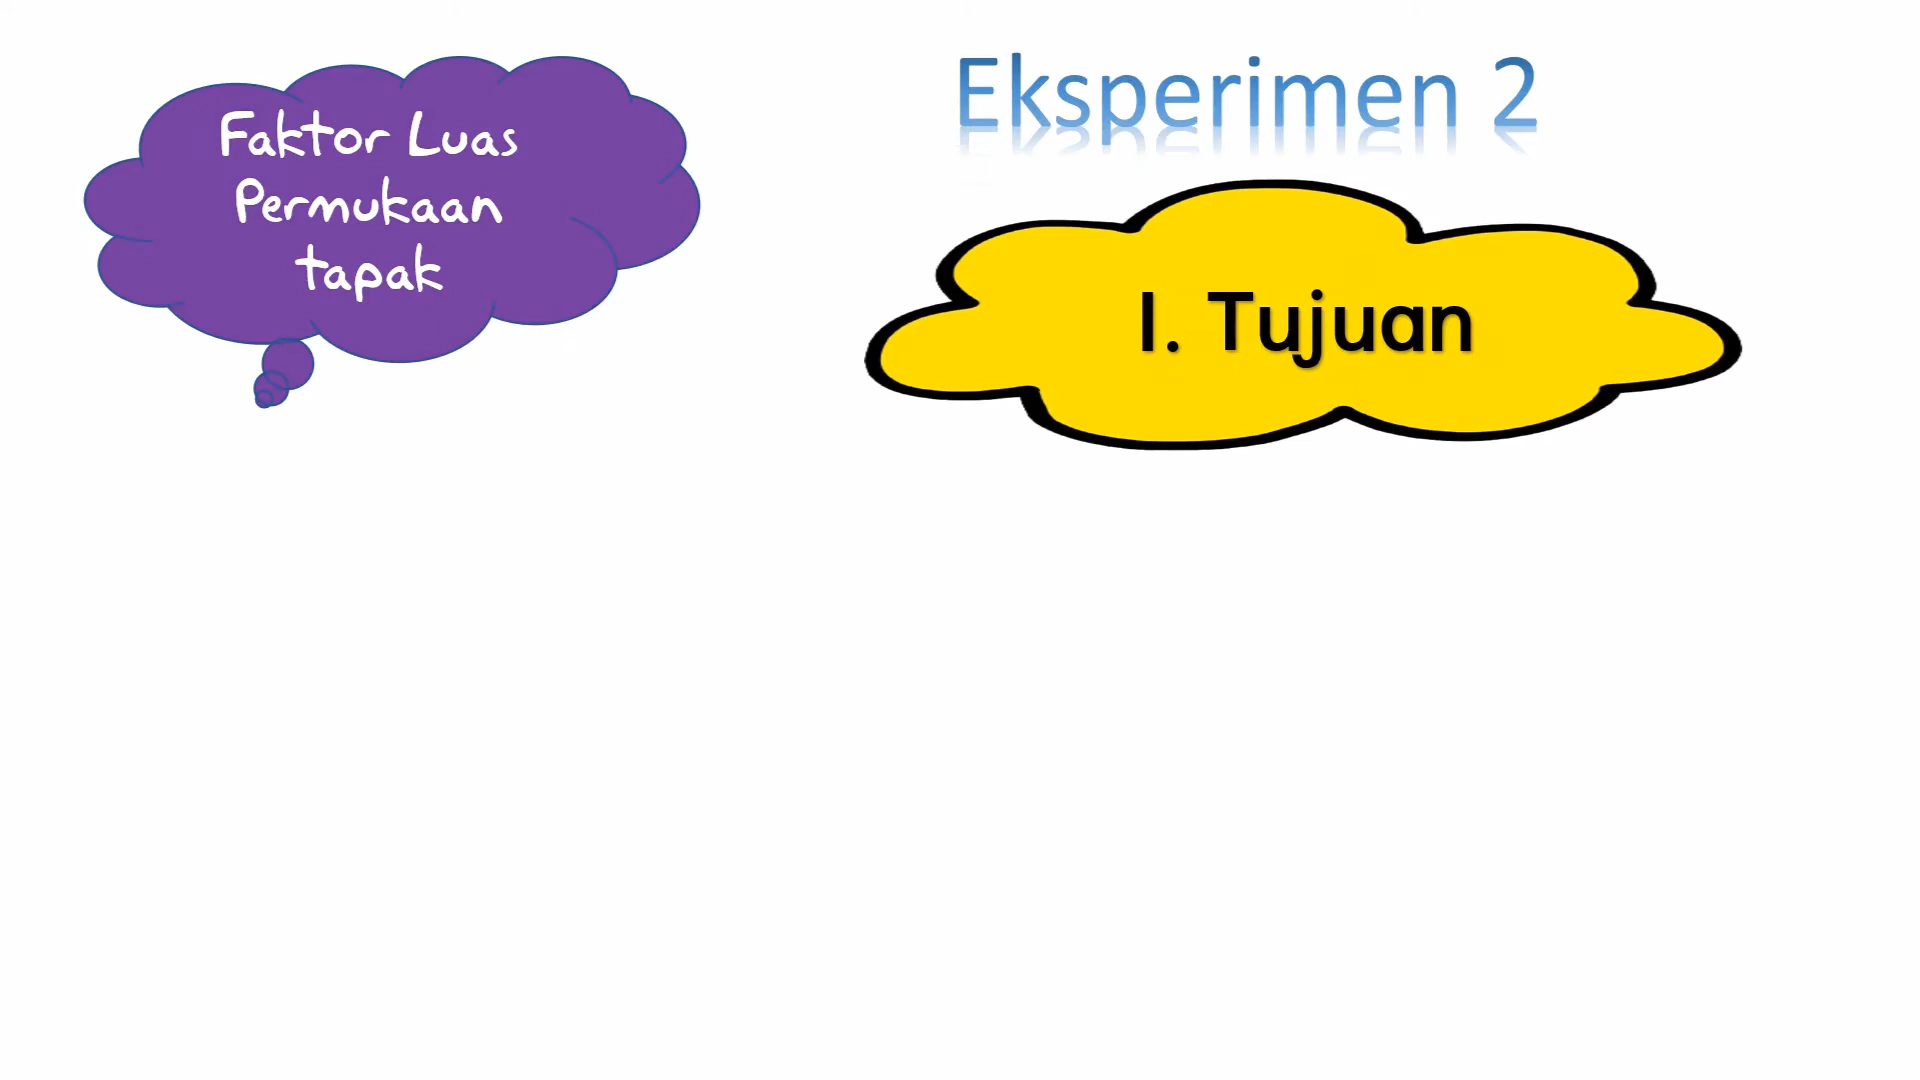 Faktor Luas
Permukaan
tapak
Eksperimen 2
I. Tujuan